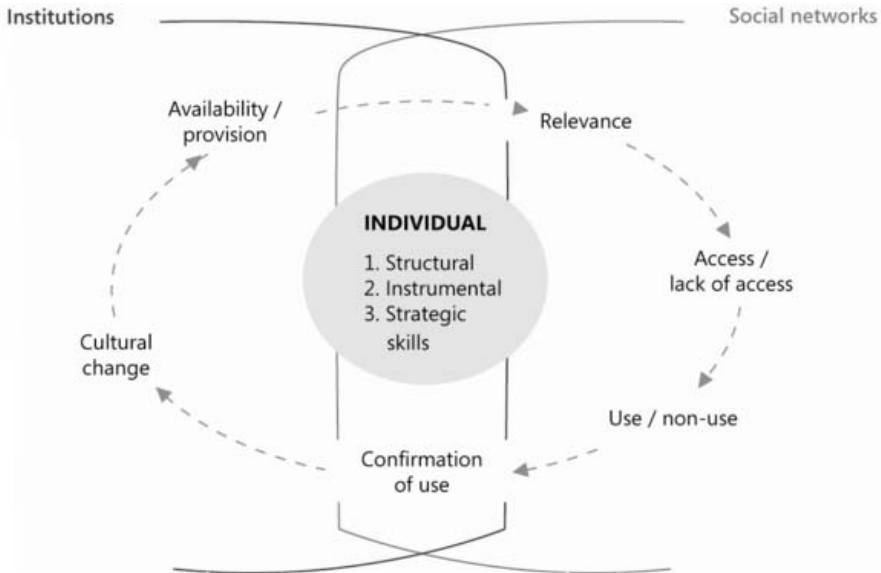 Institutions
Social networks
Availability /
provision
Relevance
INDIVIDUAL
1. Structural
2. Instrumental
3. Strategic
skills
Access /
lack of access
Cultural
change
Use / non-use
Confirmation
of use